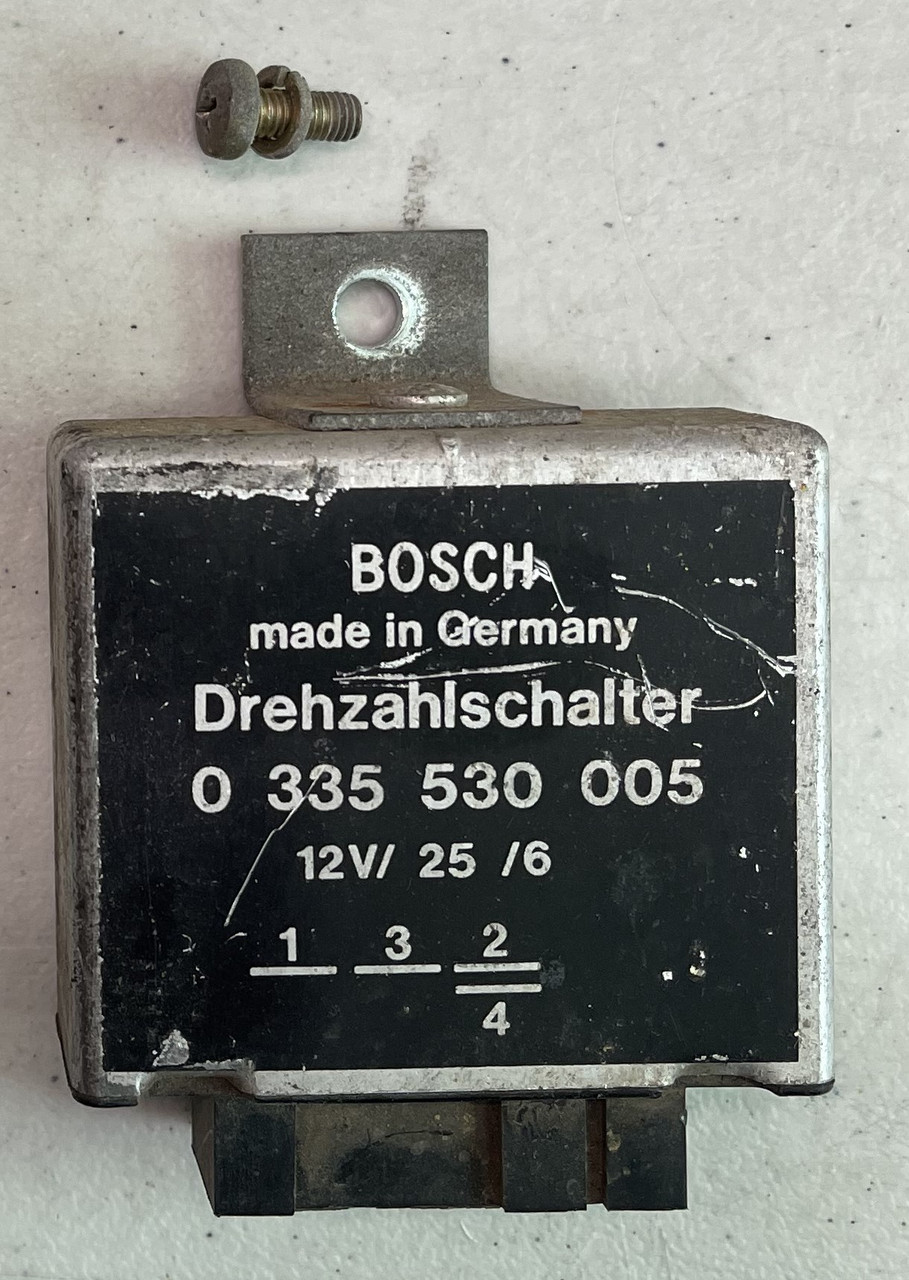 BOSCH
made in Germany
Drehzahlschalter
0 335 530 005
12V/ 25 /6
1 3 2
4